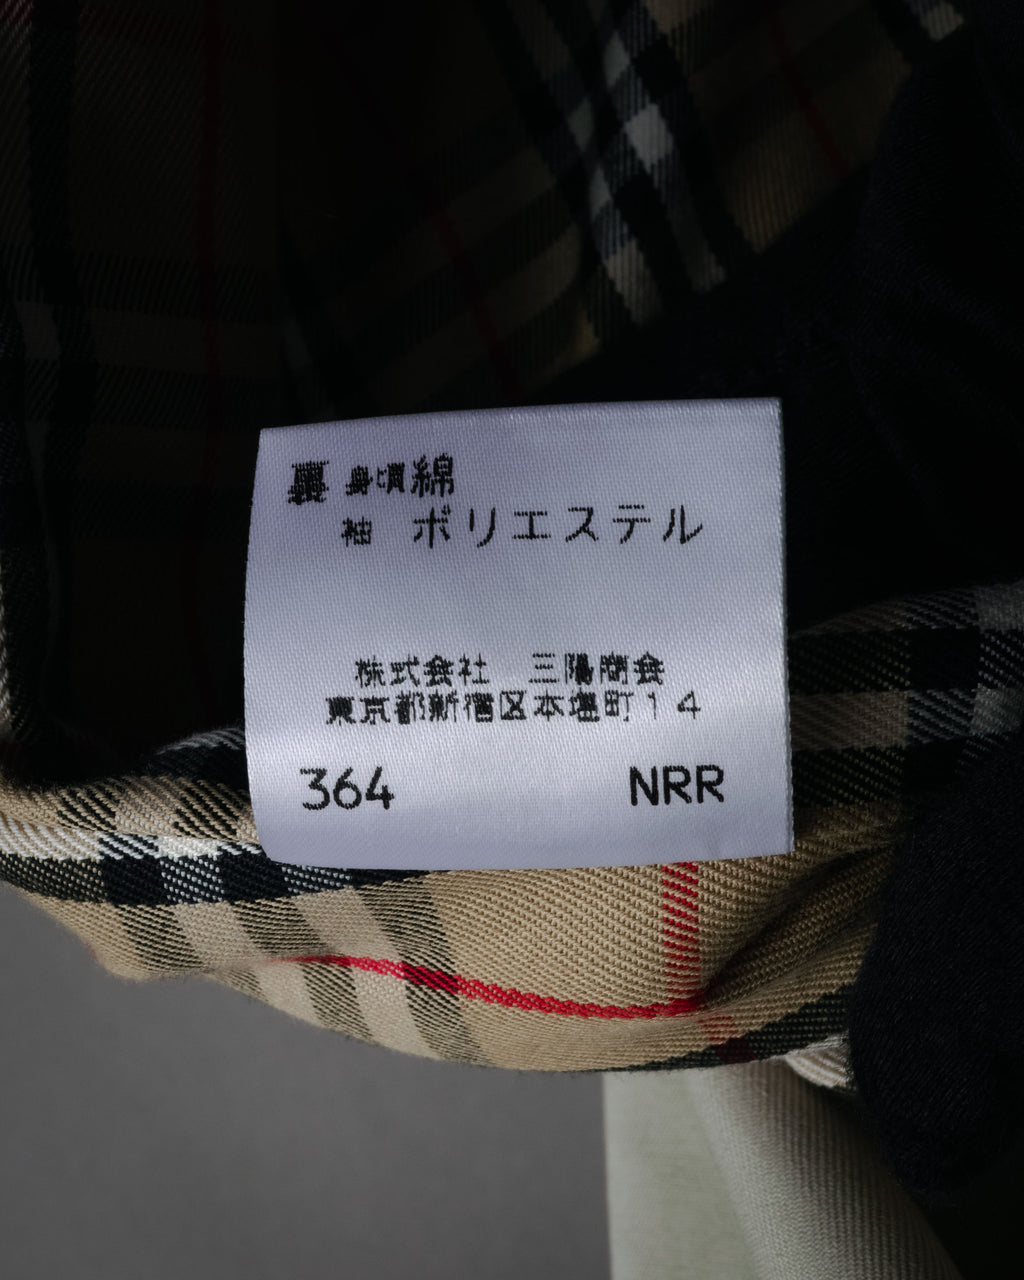 裏 身頃綿
袖 ポリエステル
株式会社 三陽商会
東京都新宿区本塩町14
364 NRR